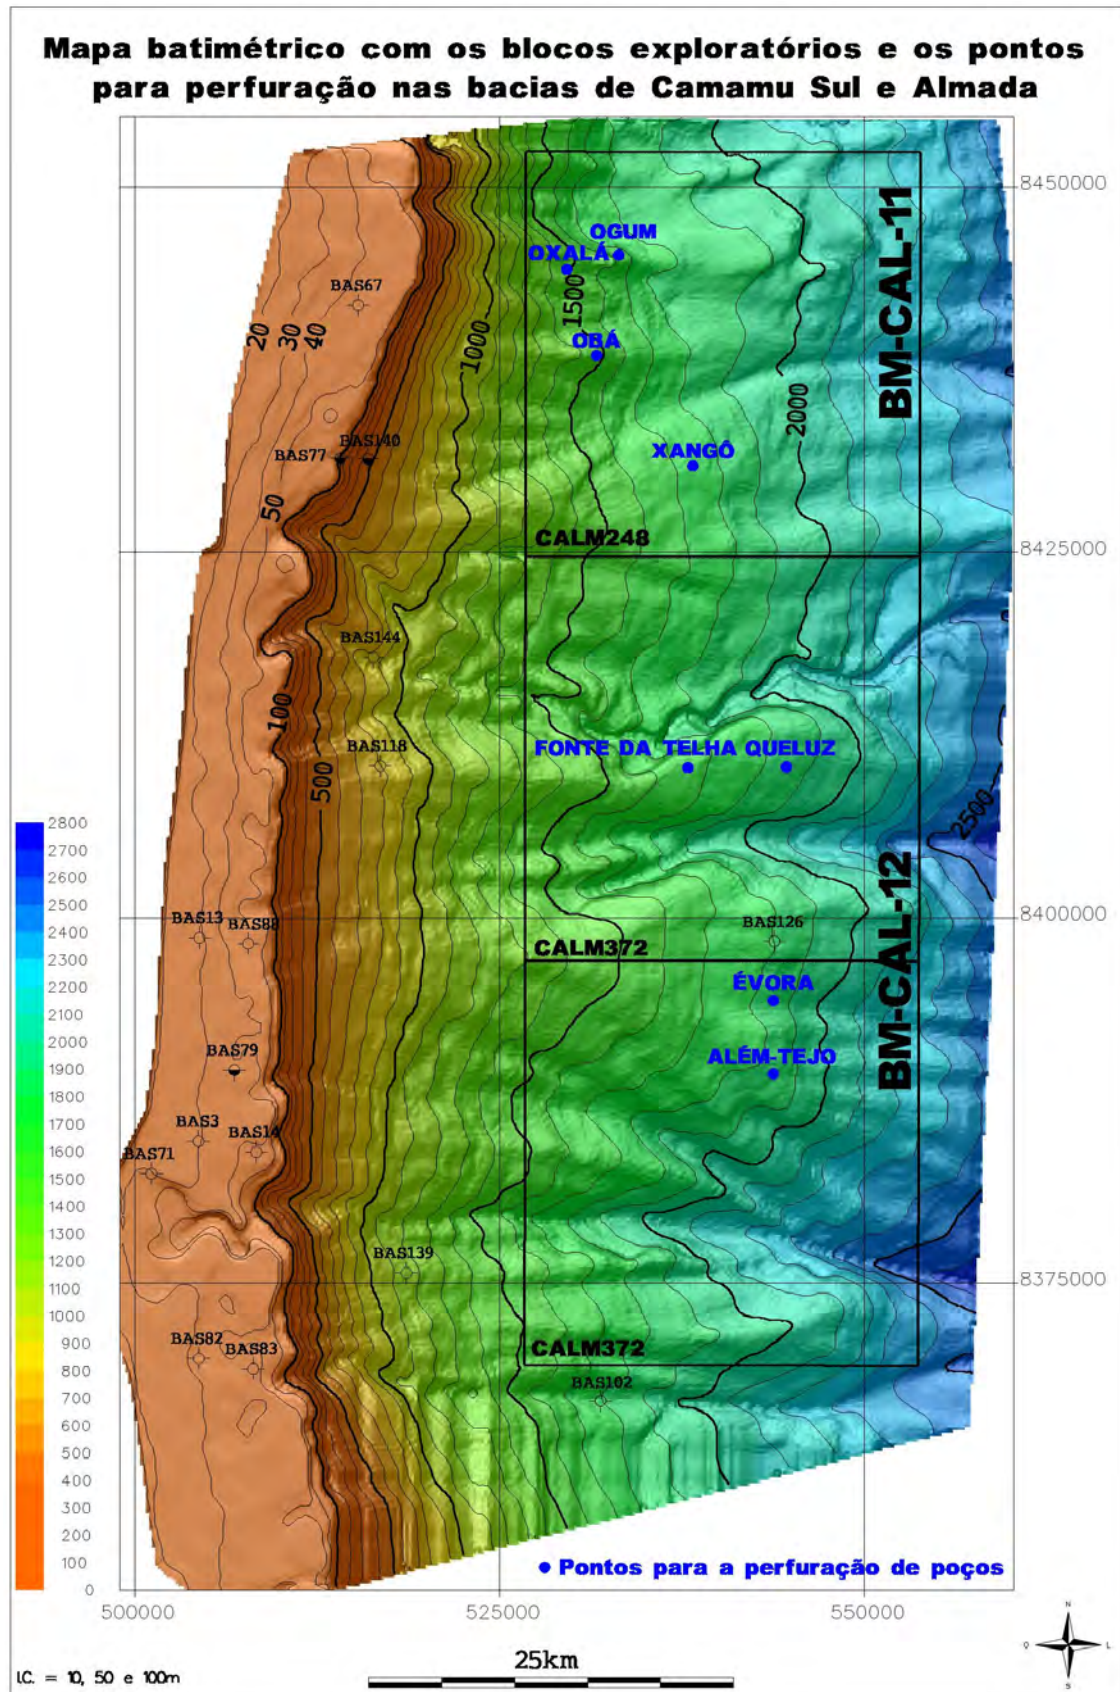 Mapa batimétrico com os blocos exploratórios e os pontos
para perfuração nas bacias de Camamu Sul e Almada
8450000
BM-CAL-11
OGUM
OXALÁ
BAS67
1500
20
30
40
1000
OBÁ
2000
XANGÔ
BAS140
BAS77
50
CALM248
8425000
BAS144
100
BAS118
FONTE DA TELHA
QUELUZ
500
2500
BM-CAL-12
2800
2700
2600
2500
2400
2300
2200
2100
2000
1900
1800
1700
1600
1500
1400
1300
1200
1100
1000
900
800
700
600
500
400
300
200
100
0
BAS13
BAS88
BAS126
8400000
CALM372
ÉVORA
ALÉM-TEJO
BAS79
BAS3
BAS14
BAS71
BAS139
8375000
BAS82
BAS83
CALM372
BAS102
Pontos para a perfuração de poços
500000
525000
550000
25km
I.C. = 10, 50 e 100m
N
O
L
S